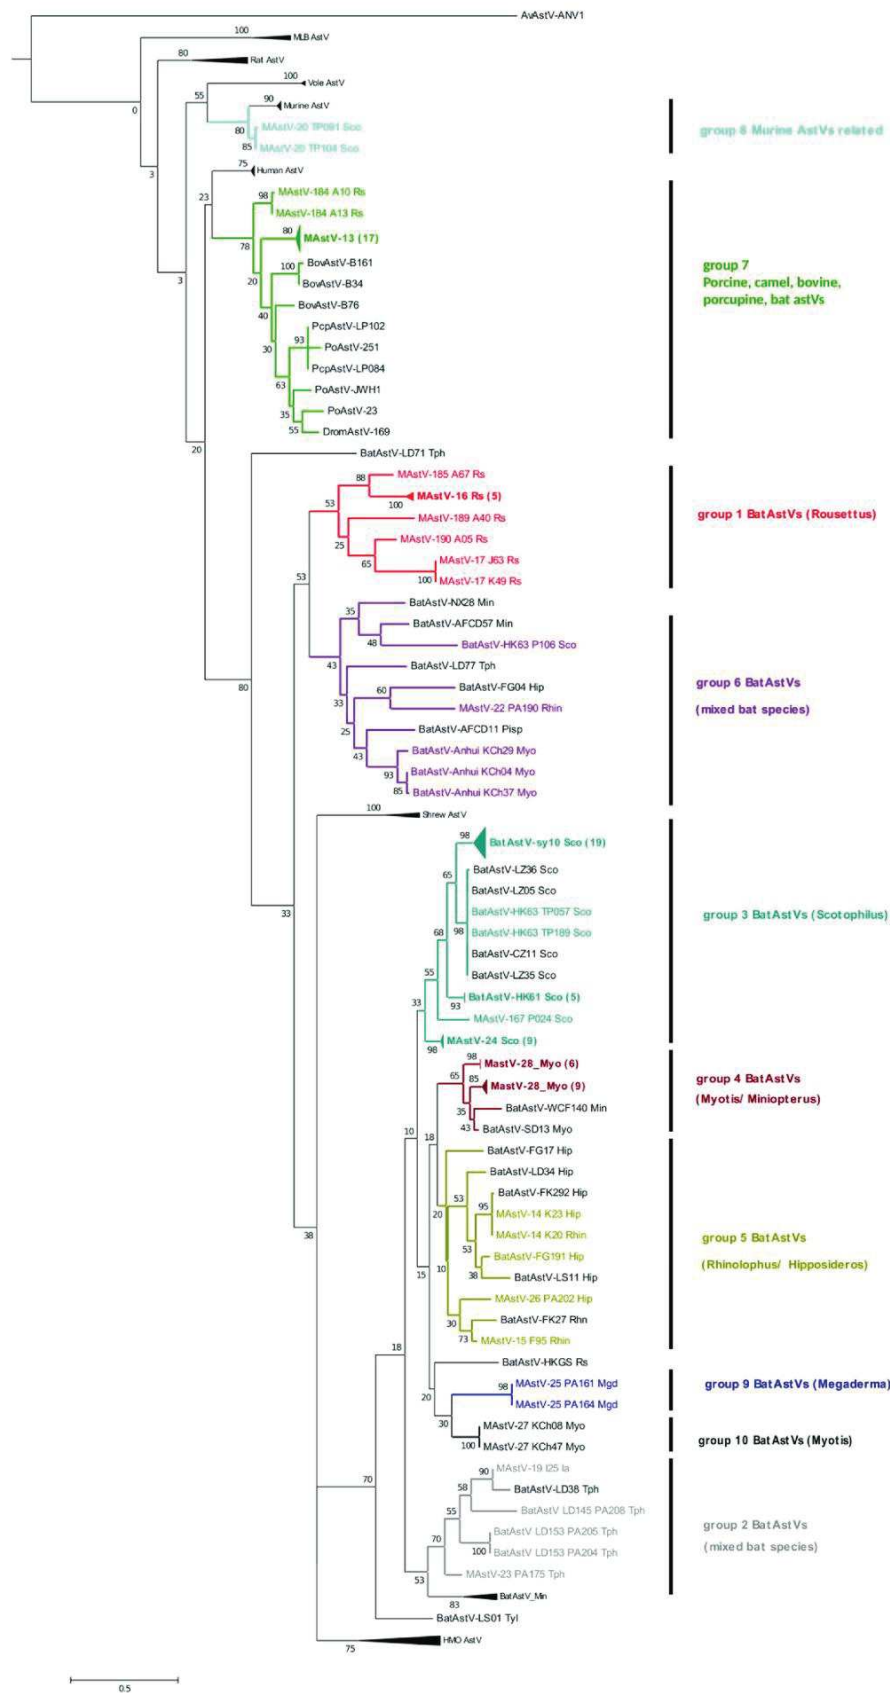 AvAstV-ANV1
100
MLB AstV
80
Rat AstV
100
Vole AstV
0
55
90
Murine AstV
80
MAstV-20 TP091 Sco
85
MAstV-20 TP104 Sco
group 8 Murine AstVs related
3
75
Human AstV
23
98
MAstV-184 A10 Rs
MAstV-184 A13 Rs
78
80
MAstV-13 (17)
3
20
100
BovAstV-B161
BovAstV-B34
group 7
Porcine, camel, bovine,
porcupine, bat astVs
40
BovAstV-B76
30
PcpAstV-LP102
93
PoAstV-251
PcpAstV-LP084
63
PoAstV-JWH1
35
PoAstV-23
55
DromAstV-169
20
BatAstV-LD71 Tph
88
MAstV-185 A67 Rs
100
MAstV-16 Rs (5)
53
MAstV-189 A40 Rs
25
MAstV-190 A05 Rs
65
MAstV-17 J63 Rs
100
MAstV-17 K49 Rs
group 1 BatAstVs (Rousettus)
53
35
BatAstV-NX28 Min
BatAstV-AFCD57 Min
48
BatAstV-HK63 P106 Sco
43
BatAstV-LD77 Tph
80
33
60
BatAstV-FG04 Hip
MAstV-22 PA190 Rhin
25
BatAstV-AFCD11 Pisp
43
BatAstV-Anhui KCh29 Myo
93
BatAstV-Anhui KCh04 Myo
85
BatAstV-Anhui KCh37 Myo
group 6 BatAstVs
(mixed bat species)
100
Shrew AstV
33
98
BatAstV-sy10 Sco (19)
65
BatAstV-LZ36 Sco
BatAstV-LZ05 Sco
BatAstV-HK63 TP057 Sco
98
BatAstV-HK63 TP189 Sco
BatAstV-CZ11 Sco
BatAstV-LZ35 Sco
68
55
93
BatAstV-HK61 Sco (5)
33
MAstV-167 P024 Sco
98
MAstV-24 Sco (9)
group 3 BatAstVs (Scotophilus)
98
MastV-28_Myo (6)
65
85
MastV-28_Myo (9)
35
BatAstV-WCF140 Min
43
BatAstV-SD13 Myo
group 4 BatAstVs
(Myotis/ Miniopterus)
10
18
BatAstV-FG17 Hip
BatAstV-LD34 Hip
53
95
BatAstV-FK292 Hip
MAstV-14 K23 Hip
MAstV-14 K20 Rhin
20
53
BatAstV-FG191 Hip
38
BatAstV-LS11 Hip
10
MAstV-26 PA202 Hip
30
BatAstV-FK27 Rhn
73
MAstV-15 F95 Rhin
group 5 BatAstVs
(Rhinolophus/ Hipposideros)
38
15
18
BatAstV-HKGS Rs
20
98
MAstV-25 PA161 Mgd
MAstV-25 PA164 Mgd
group 9 BatAstVs (Megaderma)
30
MAstV-27 KCh08 Myo
100
MAstV-27 KCh47 Myo
group 10 BatAstVs (Myotis)
70
90
MAstV-19 I25 Ia
58
BatAstV-LD38 Tph
55
BatAstV LD145 PA208 Tph
70
BatAstV LD153 PA205 Tph
100
BatAstV LD153 PA204 Tph
MAstV-23 PA175 Tph
53
83
BatAstV_Min
group 2 BatAstVs
(mixed bat species)
BatAstV-LS01 Tyl
75
HMO AstV
0.5